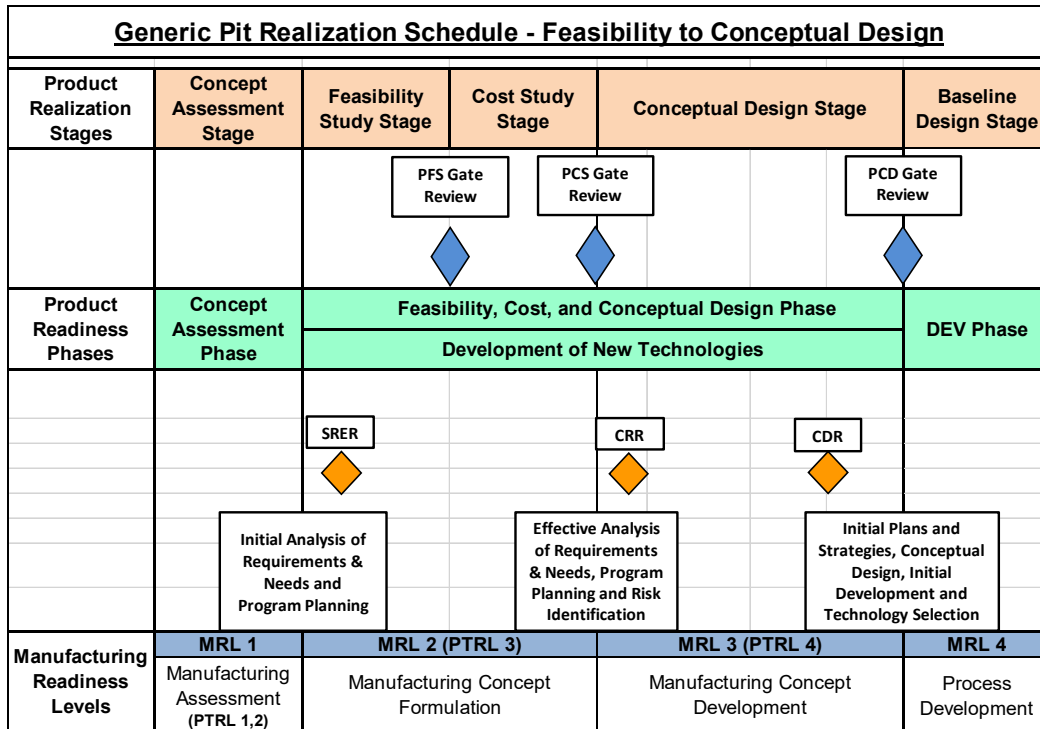 Generic Pit Realization Schedule - Feasibility to Conceptual Design
Product
Realization
Stages
Concept
Assessment
Stage
Feasibility
Study Stage
Cost Study
Stage
Conceptual Design Stage
Baseline
Design Stage
PFS Gate
Review
PCS Gate
Review
PCD Gate
Review
Product
Readiness
Phases
Concept
Assessment
Phase
Feasibility, Cost, and Conceptual Design Phase
Development of New Technologies
DEV Phase
SRER
CRR
CDR
Initial Analysis of
Requirements &
Needs and
Program Planning
Effective Analysis
of Requirements
& Needs, Program
Planning and Risk
Identification
Initial Plans and
Strategies, Conceptual
Design, Initial
Development and
Technology Selection
Manufacturing
Readiness
Levels
MRL 1
MRL 2 (PTRL 3)
MRL 3 (PTRL 4)
MRL 4
Manufacturing
Assessment
(PTRL 1,2)
Manufacturing Concept
Formulation
Manufacturing Concept
Development
Process
Development